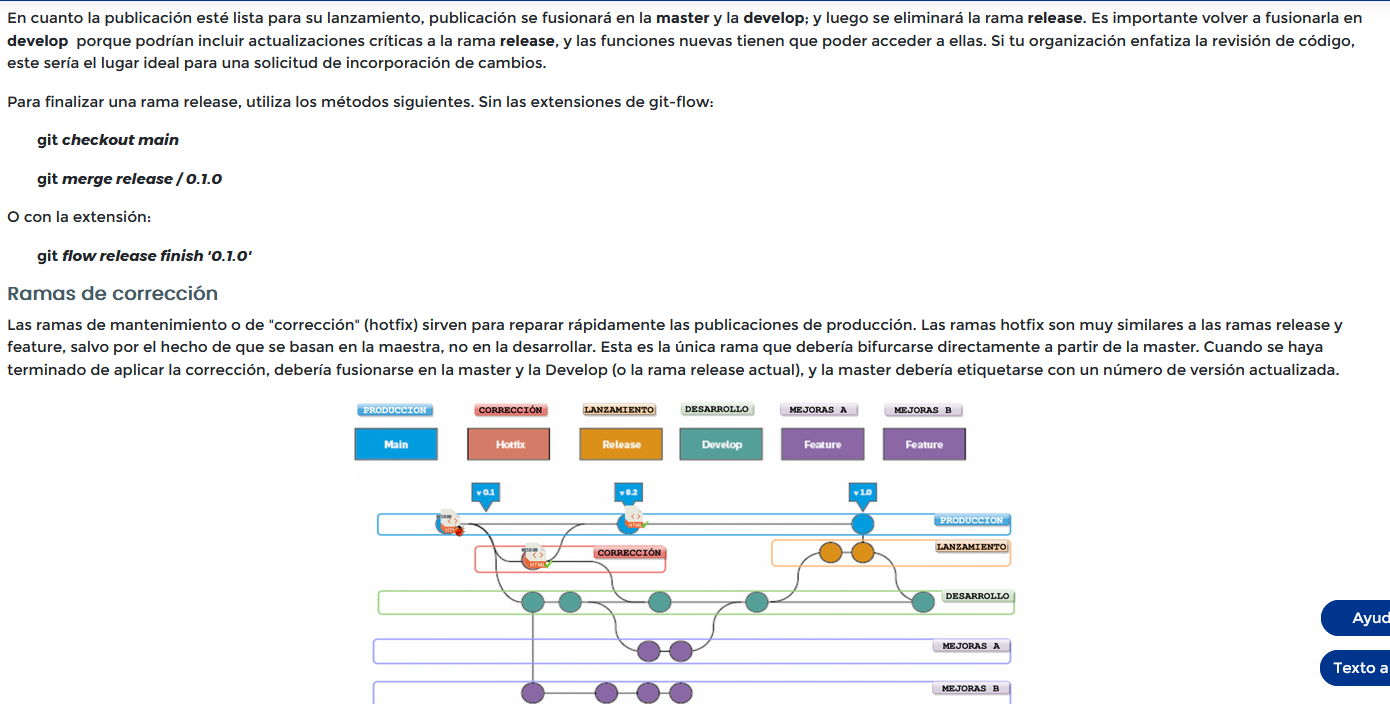 En cuanto la publicación esté lista para su lanzamiento, publicación se fusionará en la master y la develop; y luego se eliminará la rama release. Es importante volver a fusionarla en
develop porque podrían incluir actualizaciones críticas a la rama release, y las funciones nuevas tienen que poder acceder a ellas. Si tu organización enfatiza la revisión de código,
este sería el lugar ideal para una solicitud de incorporación de cambios.
Para finalizar una rama release, utiliza los métodos siguientes. Sin las extensiones de git-flow:
git checkout main
git merge release / 0.1.0
O con la extensión:
git flow release finish '0.1.0'
Ramas de corrección
Las ramas de mantenimiento o de "corrección" (hotfix) sirven para reparar rápidamente las publicaciones de producción. Las ramas hotfix son muy similares a las ramas release y
feature, salvo por el hecho de que se basan en la maestra, no en la desarrollar. Esta es la única rama que debería bifurcarse directamente a partir de la master. Cuando se haya
terminado de aplicar la corrección, debería fusionarse en la master y la Develop (o la rama release actual), y la master debería etiquetarse con un número de versión actualizada.
PRODUCCION CORRECCIÓN LANZAMIENTO DESARROLLO MEJORAS A MEJORAS B
Main Hotfix Release Develop Feature Feature
v 0.1 v 0.2 v 1.0
HTML
PRODUCCION
LANZAMIENTO
CORRECCIÓN
HTML
DESARROLLO
Ayud
MEJORAS A
Texto a
MEJORAS B